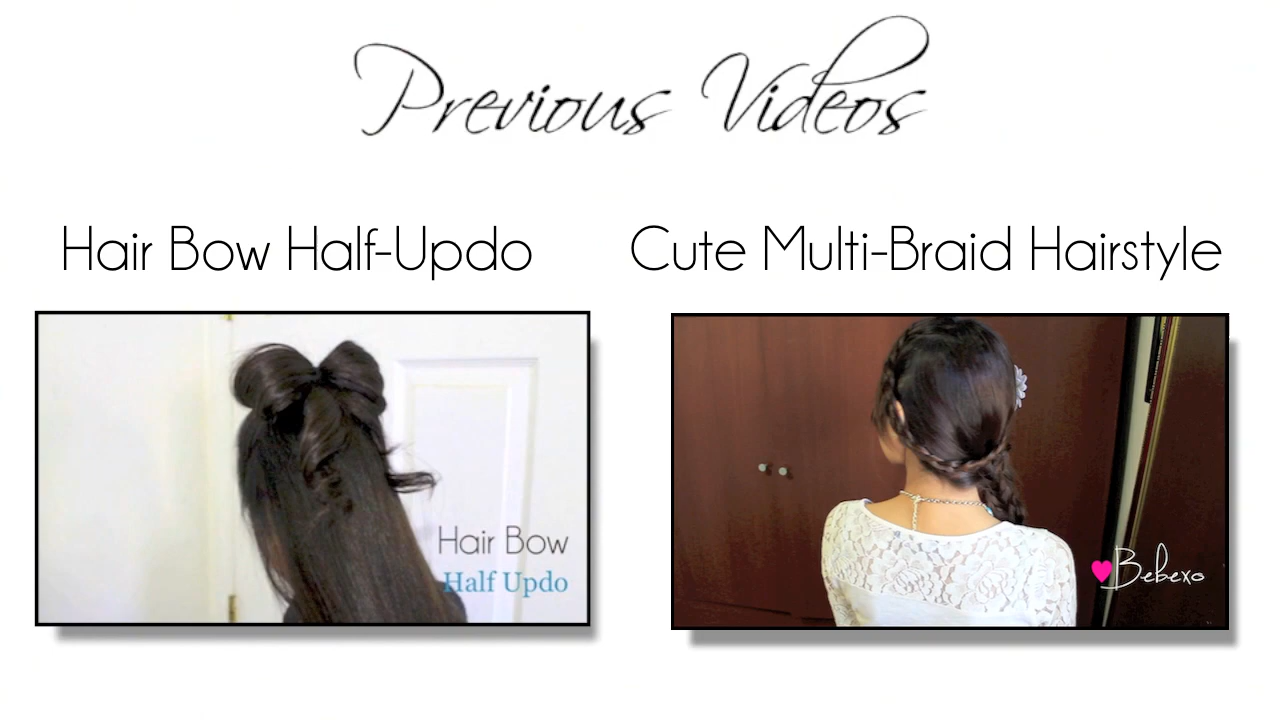 Previous Videos
Hair Bow Half-Updo
Cute Multi-Braid Hairstyle
Hair Bow
Half Updo
Bebexo